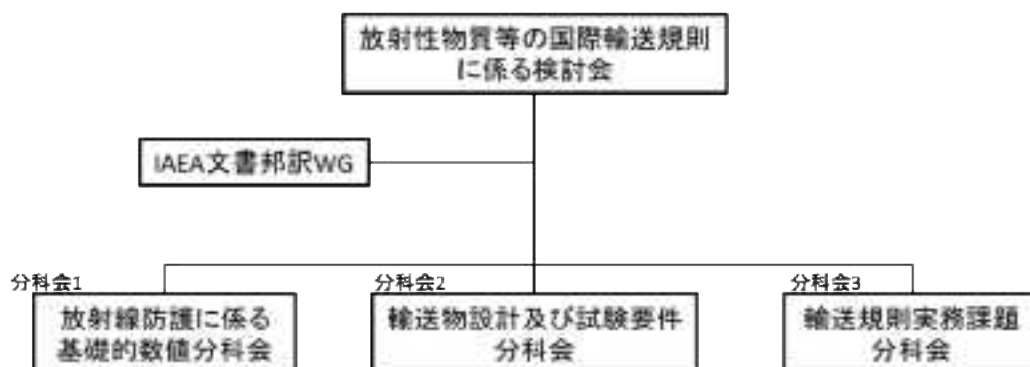 放射性物質等の国際輸送規則
に係る検討会
IAEA文書邦訳WG
分科会1
放射線防護に係る
基礎的数値分科会
分科会2
輸送物設計及び試験要件
分科会
分科会3
輸送規則実務課題
分科会